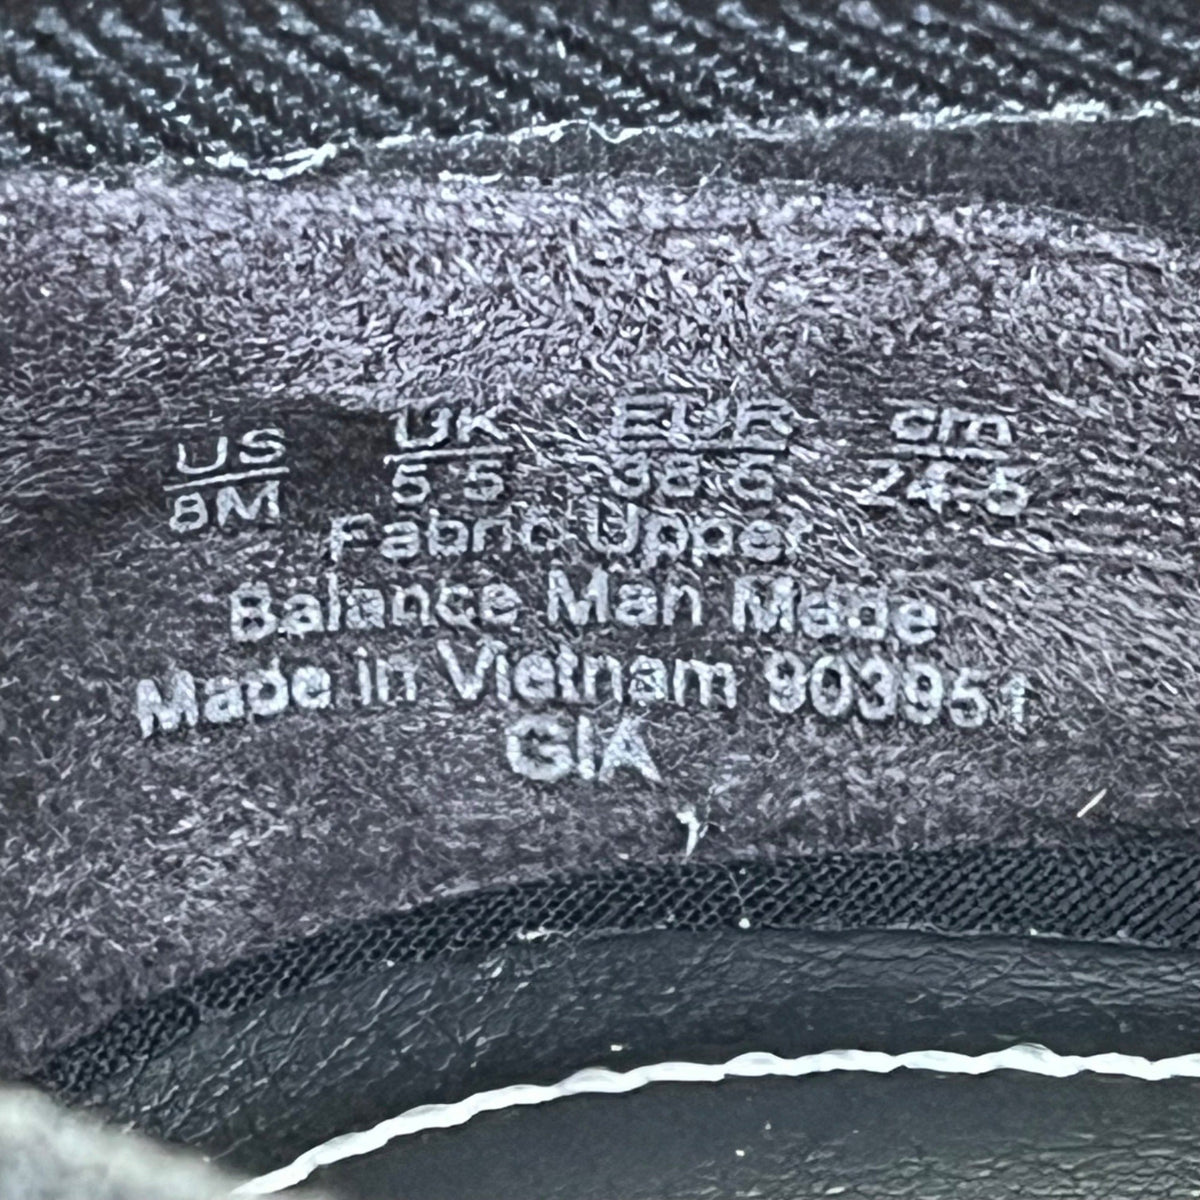 US UK EUR cm
8M 5.5 38.5 24.5
Fabric Upper
Balance Man Made
Made in Vietnam 903951
GIA